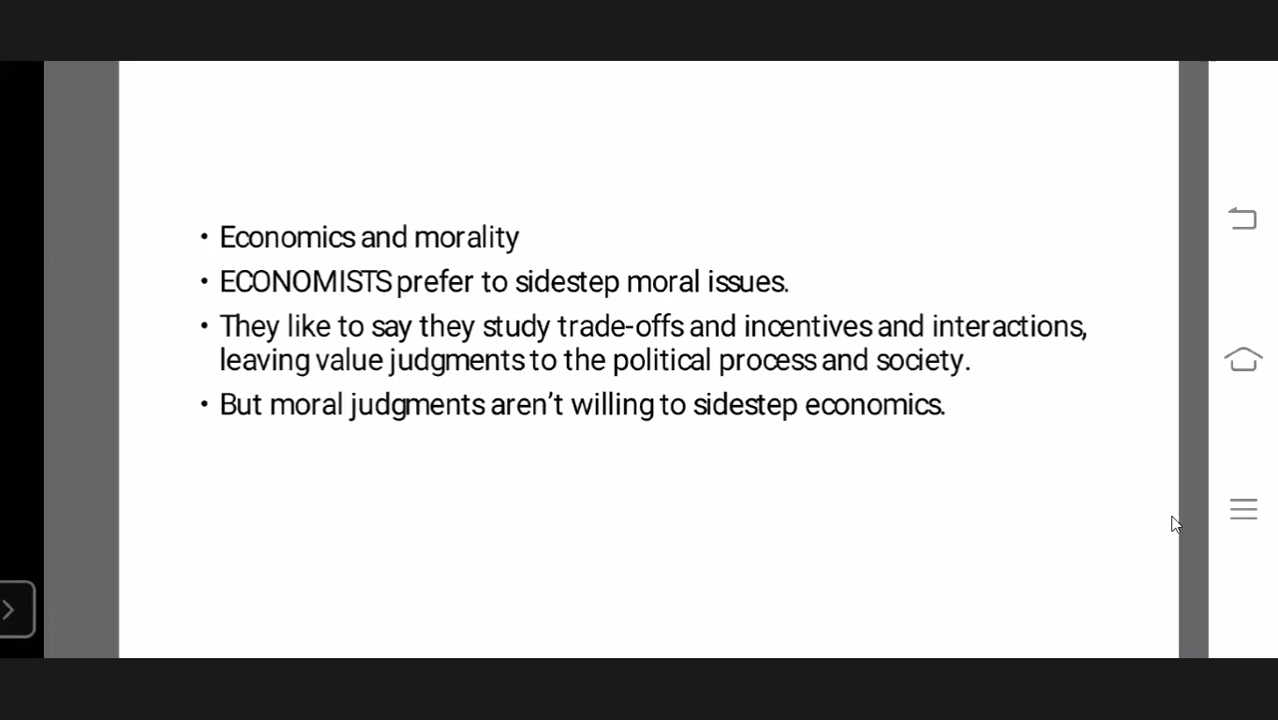 • Economics and morality
• ECONOMISTS prefer to sidestep moral issues.
• They like to say they study trade-offs and incentives and interactions,
leaving value judgments to the political process and society.
• But moral judgments aren’t willing to sidestep economics.